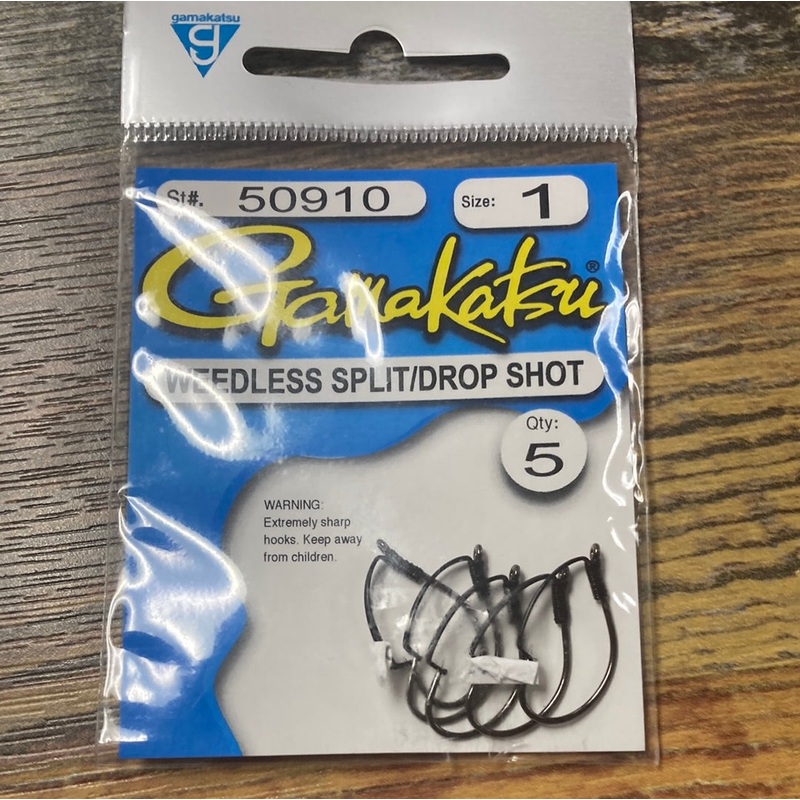 gamakatsu
St#. 50910
Size: 1
Gamakatsu®
WEEDLESS SPLIT/DROP SHOT
Qty:
5
WARNING:
Extremely sharp
hooks. Keep away
from children.